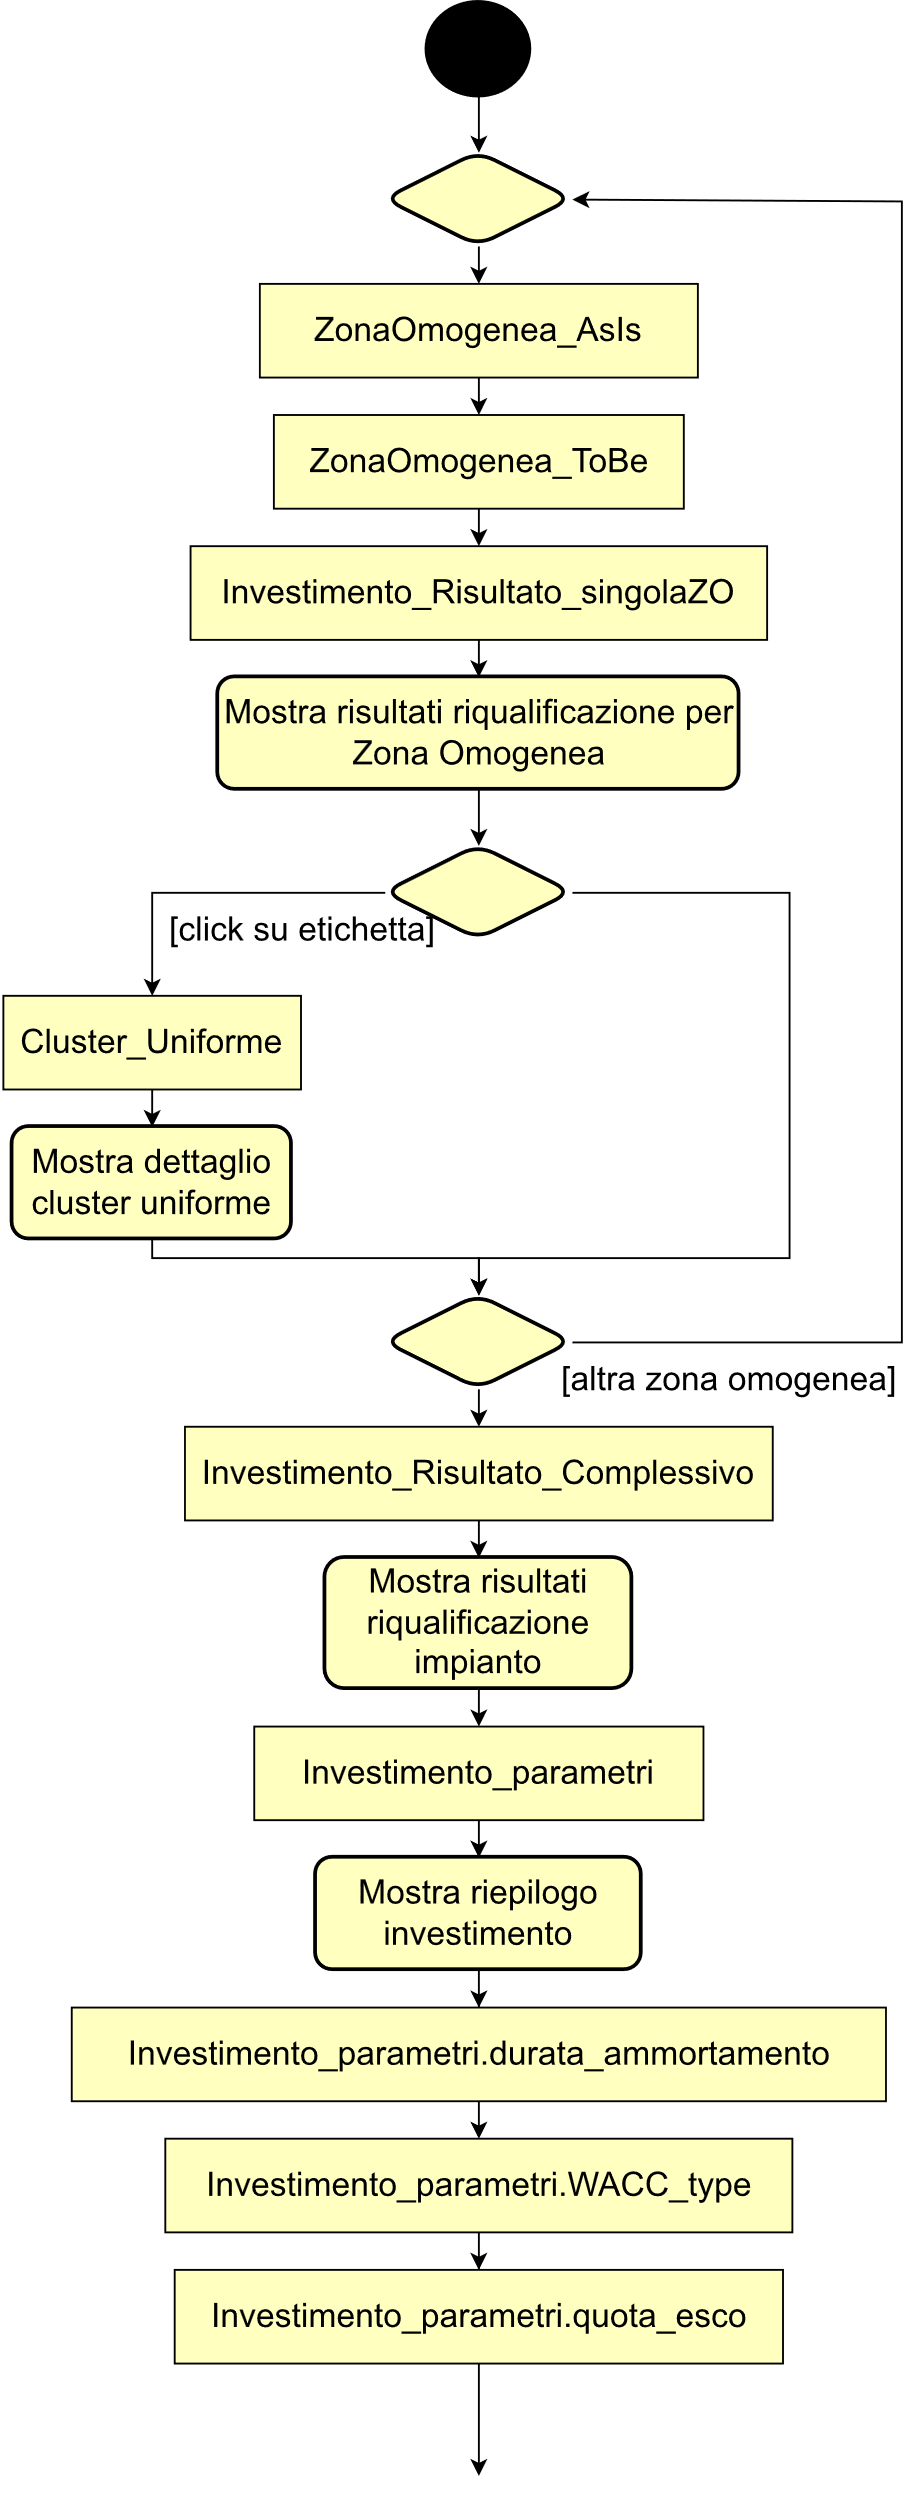 ZonaOmogenea_AsIs
ZonaOmogenea_ToBe
Investimento_Risultato_singolaZO
Mostra risultati riqualificazione per
Zona Omogenea
[click su etichetta]
Cluster_Uniforme
Mostra dettaglio
cluster uniforme
[altra zona omogenea]
Investimento_Risultato_Complessivo
Mostra risultati
riqualificazione
impianto
Investimento_parametri
Mostra riepilogo
investimento
Investimento_parametri.durata_ammortamento
Investimento_parametri.WACC_type
Investimento_parametri.quota_esco